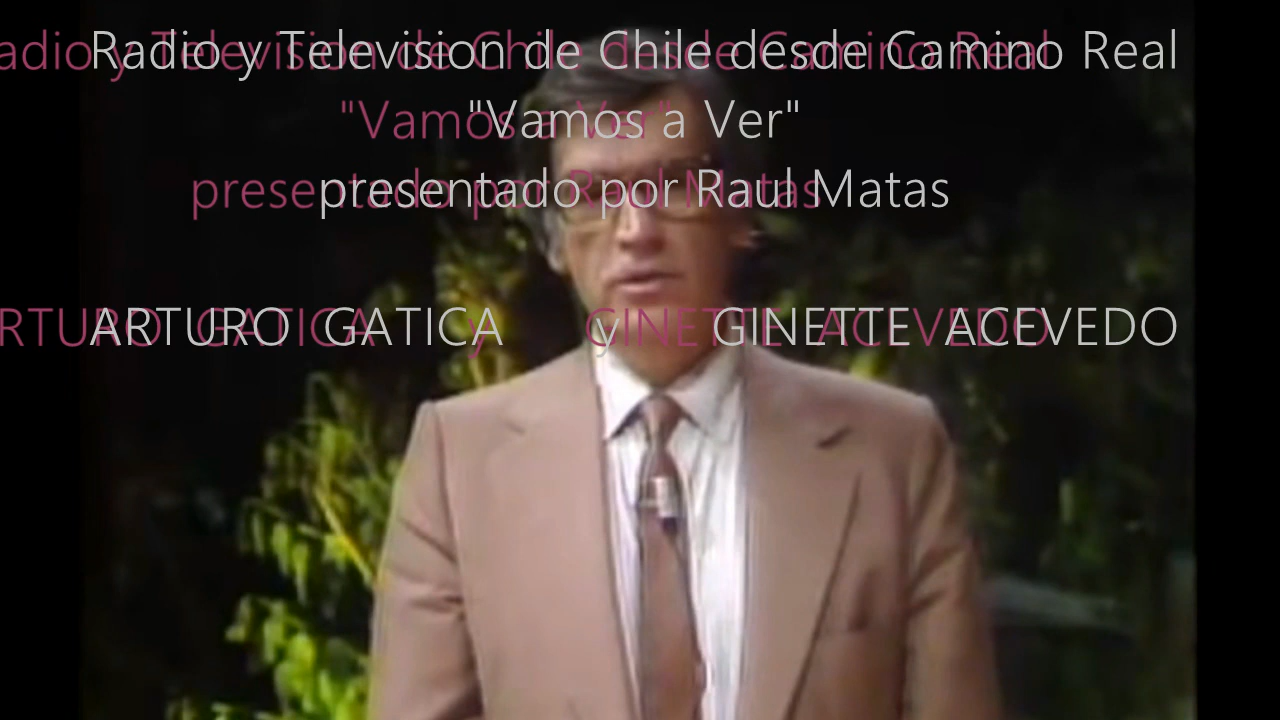 Radio y Television de Chile desde Camino Real
"Vamos a Ver"
presentado por Raul Matas
ARTURO GATICA y GINETTE ACEVEDO